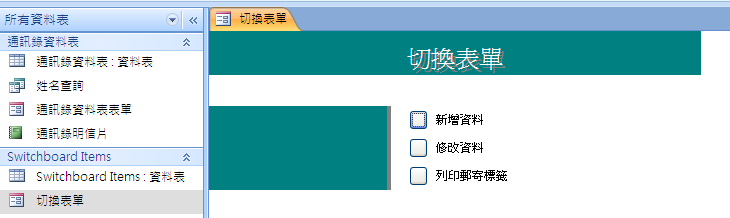 所有資料表
通訊錄資料表
通訊錄資料表 : 資料表
姓名查詢
通訊錄資料表表單
通訊錄明信片
Switchboard Items
Switchboard Items : 資料表
切換表單
切換表單
切換表單
新增資料
修改資料
列印郵寄標籤